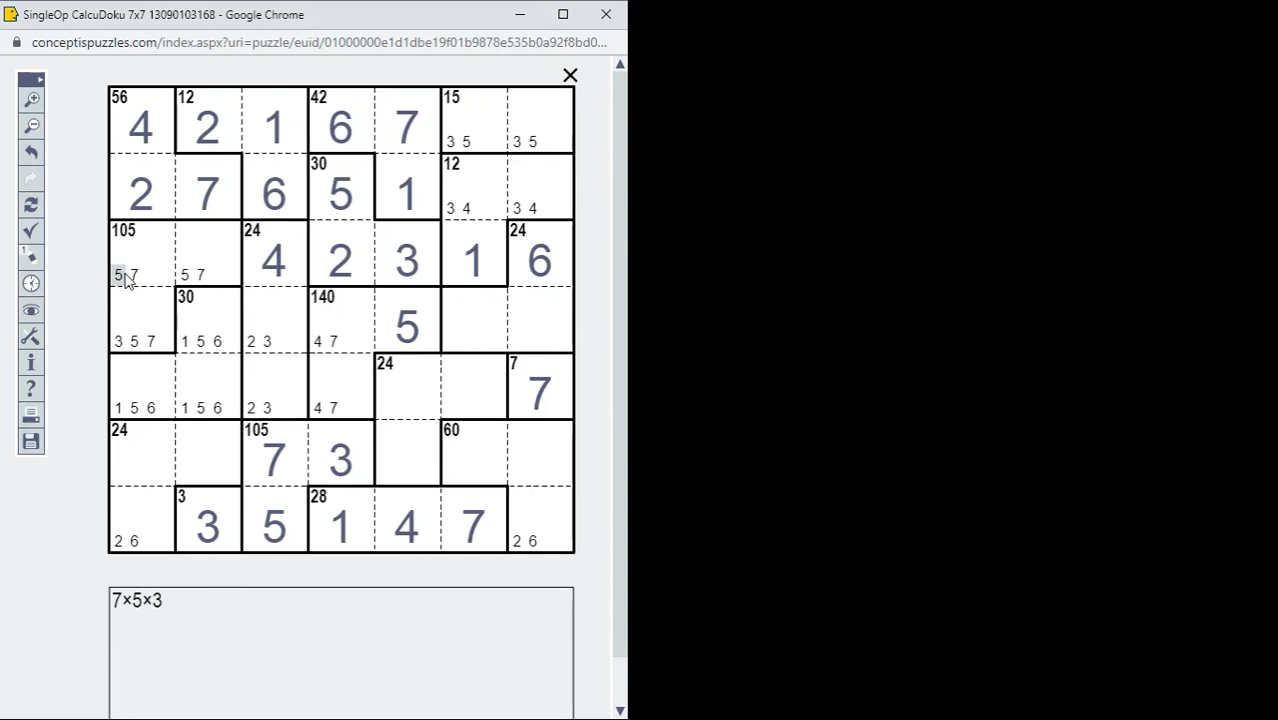 SingleOp CalcuDoku 7x7 13090103168 - Google Chrome
conceptispuzzles.com/index.aspx?uri=puzzle/euid/01000000e1d1dbe19f01b9878e535b0a92f8bd0...
56 12 42 15
4 2 1 6 7 3 5 3 5
30 12
2 7 6 5 1 3 4 3 4
105 24 24
5 7 5 7 4 2 3 1 6
30 140
3 5 7 1 5 6 2 3 4 7 5
24 7
1 5 6 1 5 6 2 3 4 7 7
24 105 60
7 3
3 28
2 6 3 5 1 4 7 2 6
7×5×3